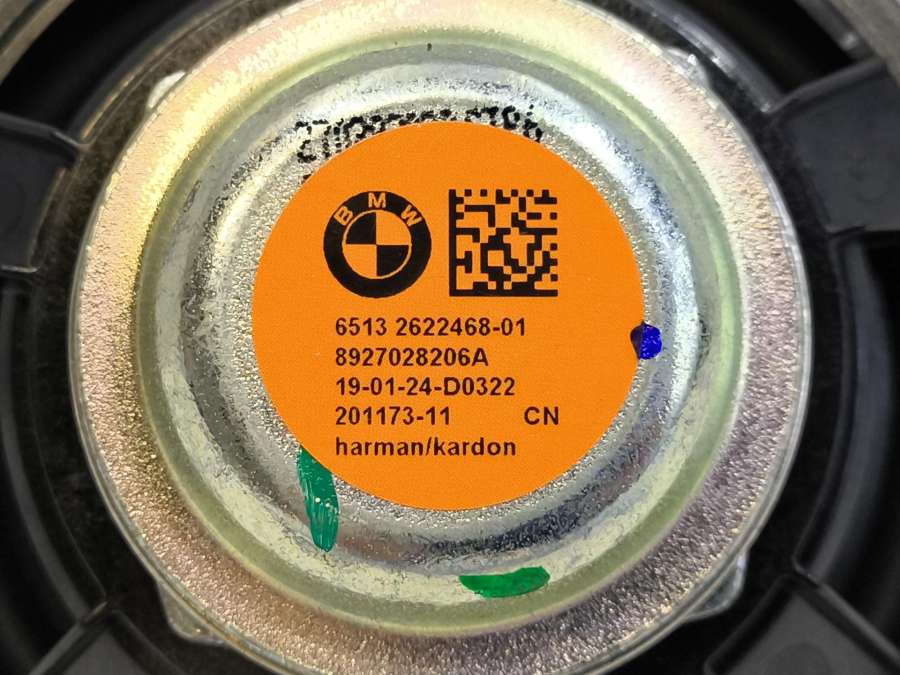 BMW
6513 2622468-01
8927028206A
19-01-24-D0322
201173-11 CN
harman/kardon